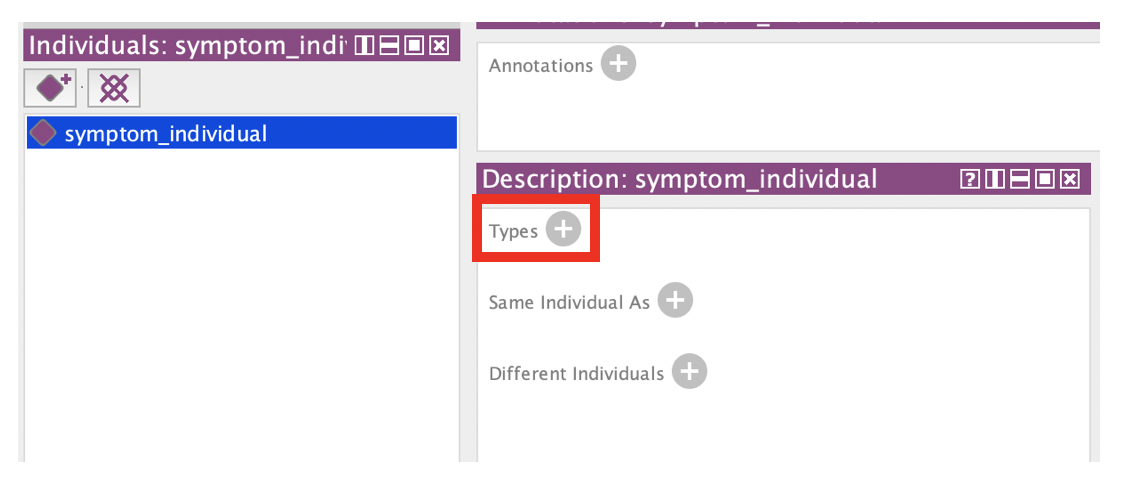 Individuals: symptom_indi
Annotations
symptom_individual
Description: symptom_individual
Types
Same Individual As
Different Individuals